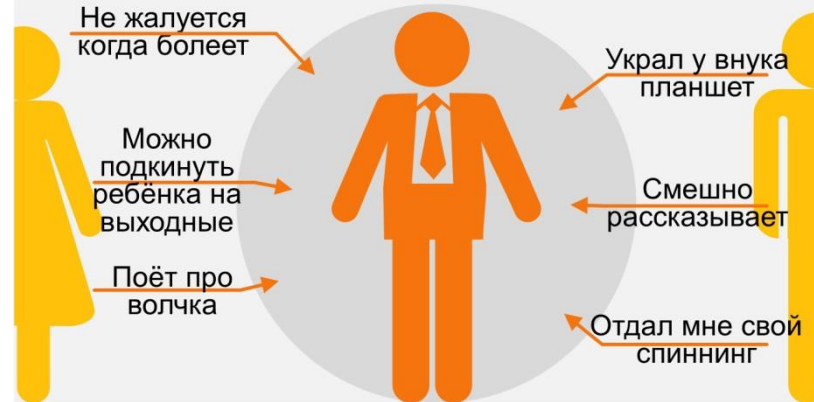 Не жалуется
когда болеет
Можно
подкинуть
ребёнка на
выходные
Поёт про
волчка
Украл у внука
планшет
Смешно
рассказывает
Отдал мне свой
спиннинг